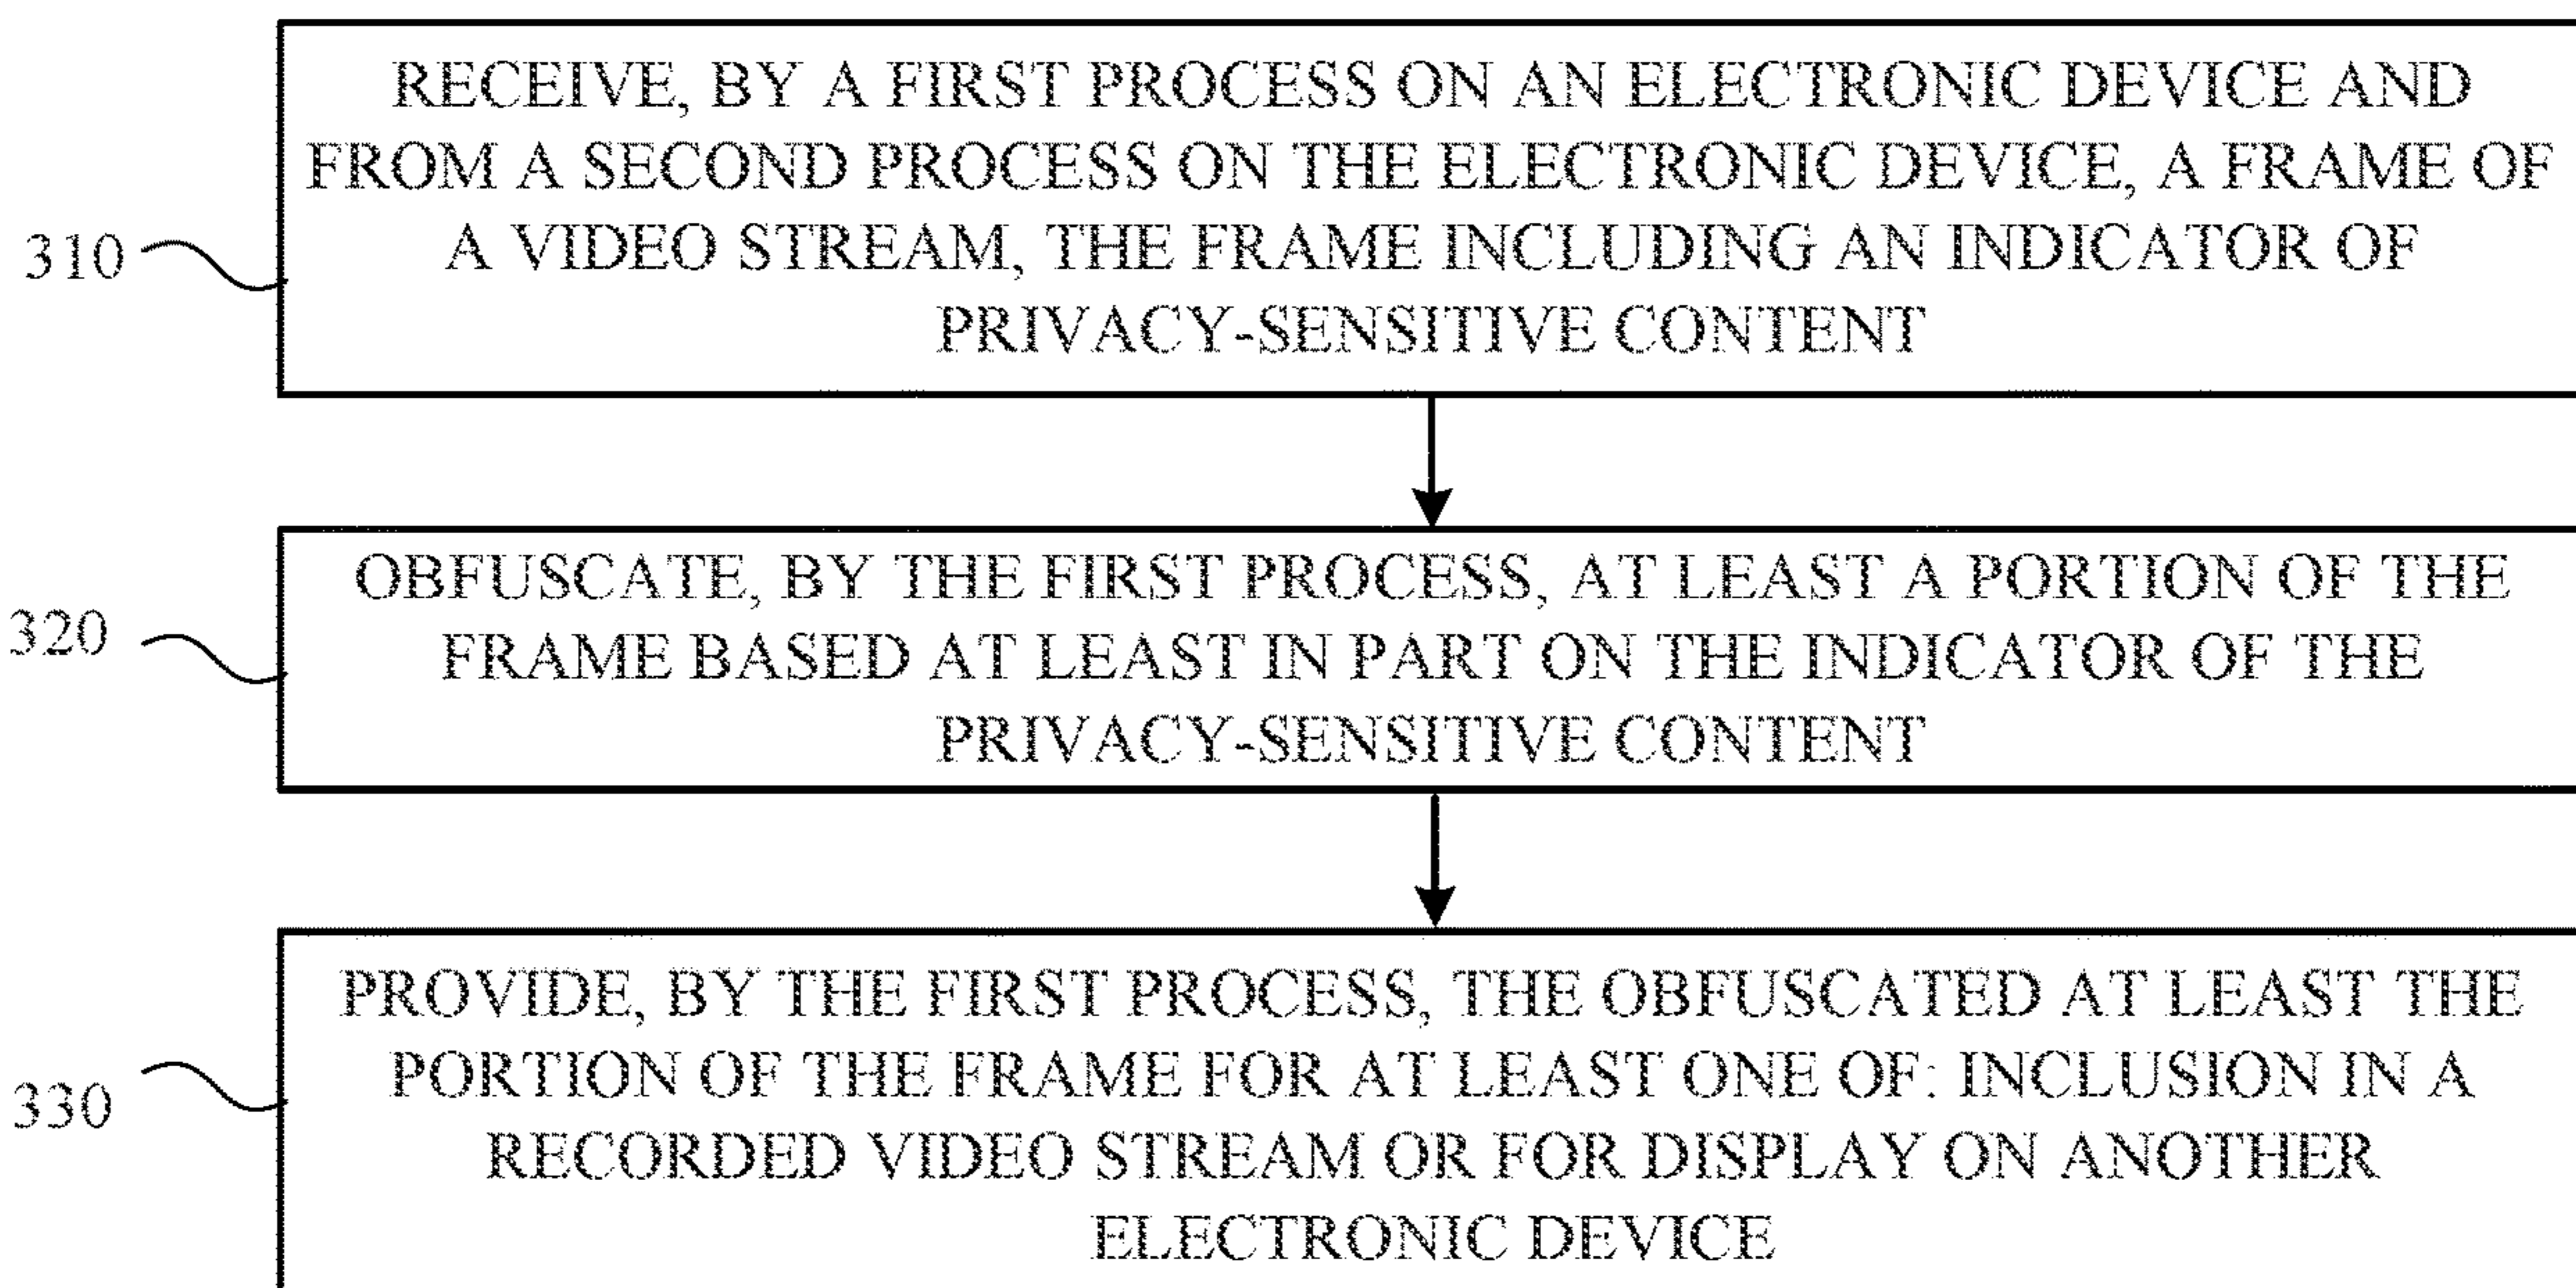 RECEIVE, BY A FIRST PROCESS ON AN ELECTRONIC DEVICE AND
FROM A SECOND PROCESS ON THE ELECTRONIC DEVICE, A FRAME OF
A VIDEO STREAM, THE FRAME INCLUDING AN INDICATOR OF
PRIVACY-SENSITIVE CONTENT
310
OBFUSCATE, BY THE FIRST PROCESS, AT LEAST A PORTION OF THE
FRAME BASED AT LEAST IN PART ON THE INDICATOR OF THE
PRIVACY-SENSITIVE CONTENT
320
PROVIDE, BY THE FIRST PROCESS, THE OBFUSCATED AT LEAST THE
PORTION OF THE FRAME FOR AT LEAST ONE OF: INCLUSION IN A
RECORDED VIDEO STREAM OR FOR DISPLAY ON ANOTHER
ELECTRONIC DEVICE
330